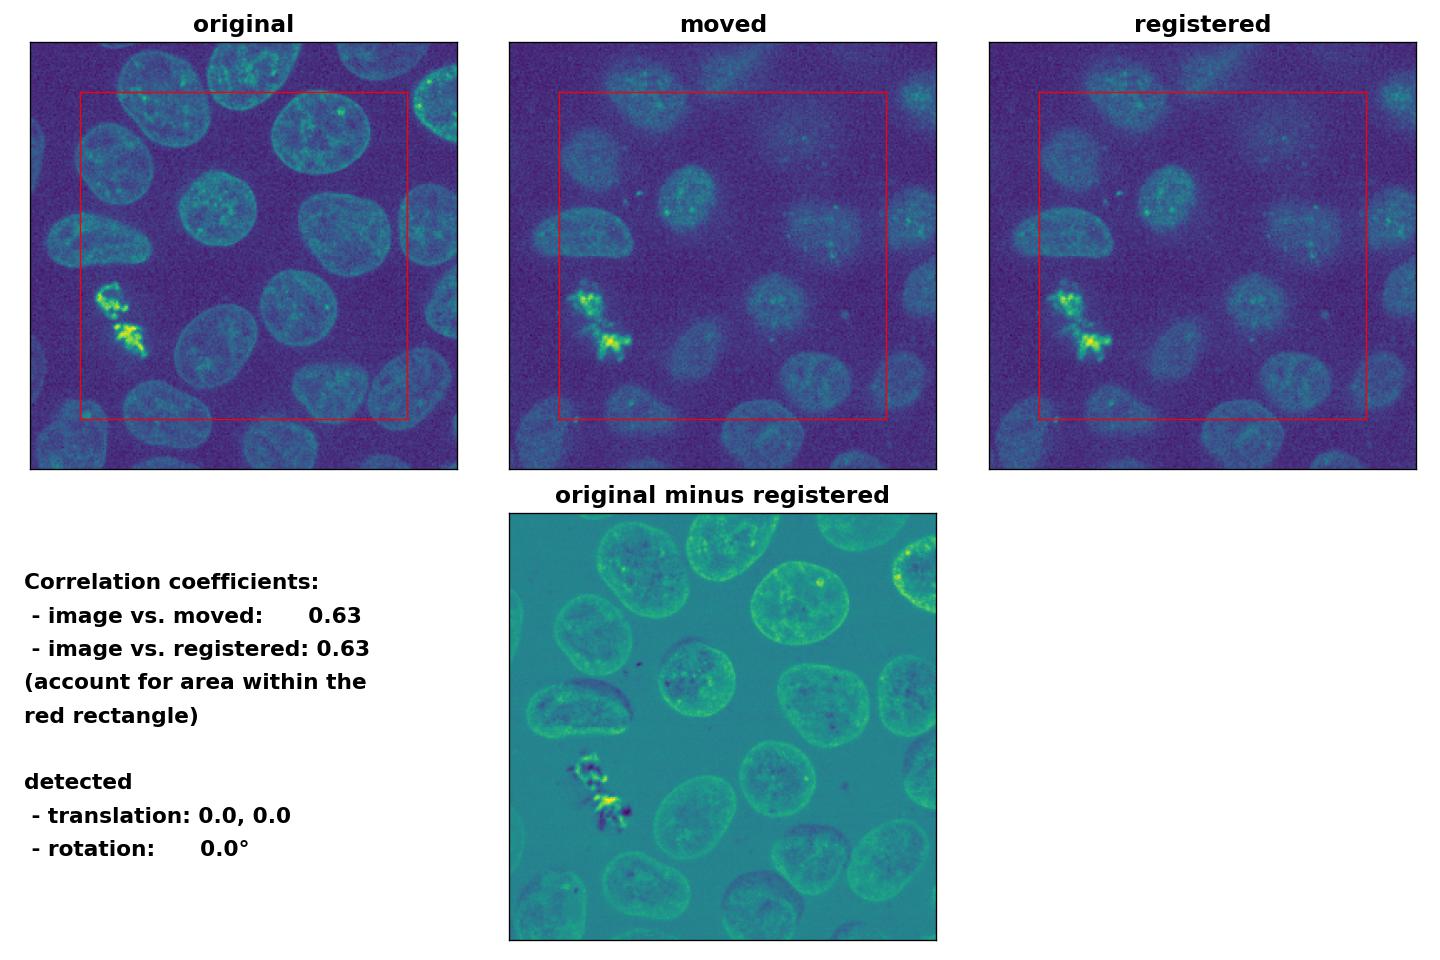 original
moved
registered
original minus registered
Correlation coefficients:
- image vs. moved: 0.63
- image vs. registered: 0.63
(account for area within the
red rectangle)
detected
- translation: 0.0, 0.0
- rotation: 0.0°